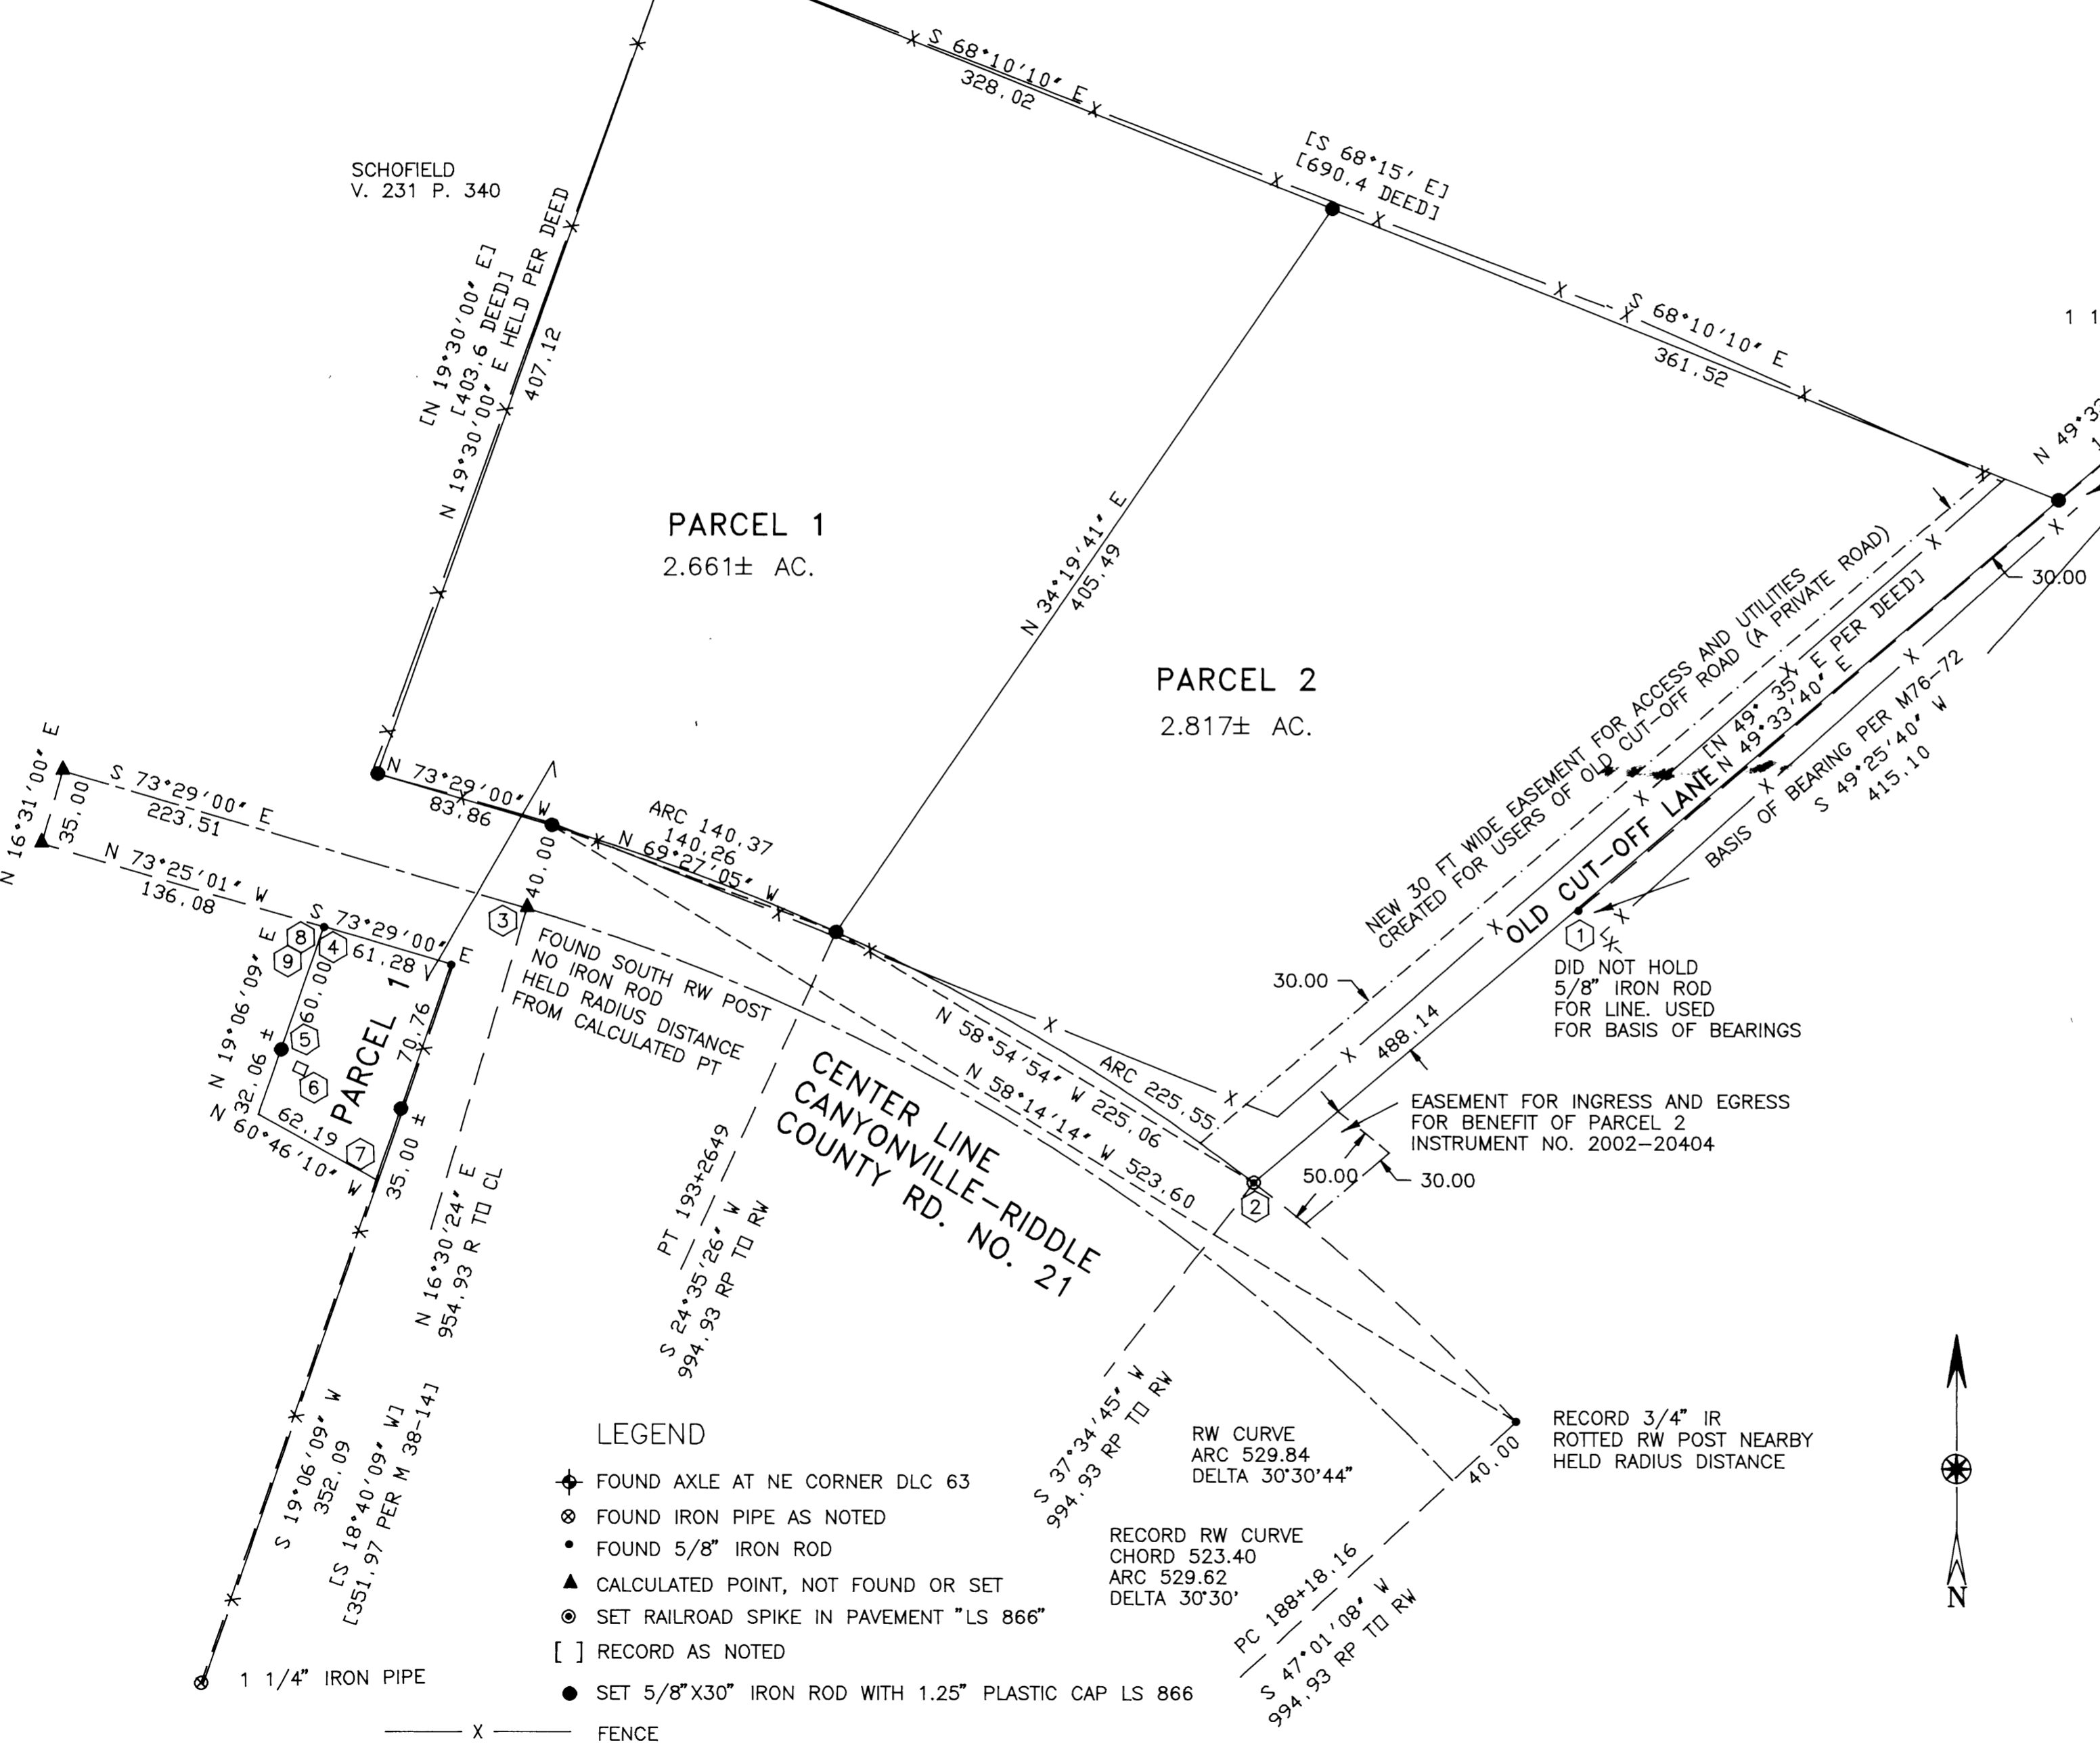 S 68°10'10" E
328.02
[S 68°15' E]
[690.4 DEED]
S 68°10'10" E
361.52
SCHOFIELD
V. 231 P. 340
[N 19°30'00" E]
[403.6 DEED]
N 19°30'00" E HELD PER DEED
407.12
PARCEL 1
2.661± AC.
N 34°19'41" E
405.49
PARCEL 2
2.817± AC.
1 1
N 49°3
30.00
NEW 30 FT WIDE EASEMENT FOR ACCESS AND UTILITIES
CREATED FOR USERS OF OLD CUT-OFF ROAD (A PRIVATE ROAD)
[N 49° 35' E PER DEED]
N 49°33'40" E
OLD CUT-OFF LANE
BASIS OF BEARING PER M76-72
S 49°25'40" W
415.10
N 16°31'00" E
35.00
S 73°29'00" E
223.51
N 73°25'01" W
136.08
N 73°29'00" W
83.86
ARC 140.37
140.26
N 69°27'05" W
40.00
3
FOUND SOUTH RW POST
NO IRON ROD
HELD RADIUS DISTANCE
FROM CALCULATED PT
S 73°29'00" E
61.28
8
9
4
60.00
N 19°06'09" E
32.06 ±
5
6
PARCEL 1
70.76
62.19
N 60°46'10" W
7
35.00 ±
N 16°30'24" E
954.93 R TO CL
PT 193+2649
S 24°35'26" W
994.93 RP TO RW
CENTER LINE
CANYONVILLE-RIDDLE
COUNTY RD. NO. 21
N 58°54'54" W 225.06
N 58°14'14" W 523.60
ARC 225.55
30.00
488.14
1
DID NOT HOLD
5/8" IRON ROD
FOR LINE. USED
FOR BASIS OF BEARINGS
EASEMENT FOR INGRESS AND EGRESS
FOR BENEFIT OF PARCEL 2
INSTRUMENT NO. 2002-20404
50.00
30.00
2
S 37°34'45" W
994.93 RP TO RW
RW CURVE
ARC 529.84
DELTA 30°30'44"
RECORD RW CURVE
CHORD 523.40
ARC 529.62
DELTA 30°30'
40.00
RECORD 3/4" IR
ROTTED RW POST NEARBY
HELD RADIUS DISTANCE
PC 188+18.16
S 47°01'08" W
994.93 RP TO RW
S 19°06'09" W
352.09
[S 18°40'09" W]
[351.97 PER M 38-14]
1 1/4" IRON PIPE
LEGEND
FOUND AXLE AT NE CORNER DLC 63
FOUND IRON PIPE AS NOTED
FOUND 5/8" IRON ROD
CALCULATED POINT, NOT FOUND OR SET
SET RAILROAD SPIKE IN PAVEMENT "LS 866"
[ ] RECORD AS NOTED
SET 5/8"X30" IRON ROD WITH 1.25" PLASTIC CAP LS 866
X FENCE
N